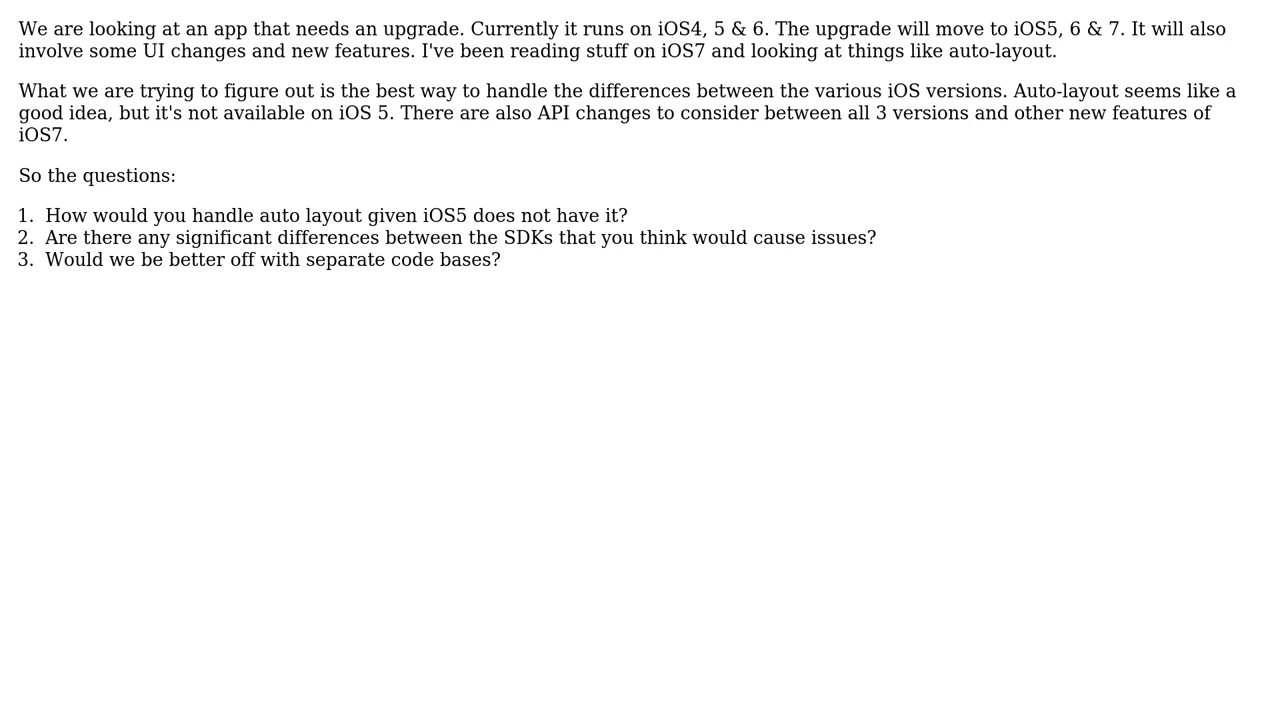 We are looking at an app that needs an upgrade. Currently it runs on iOS4, 5 & 6. The upgrade will move to iOS5, 6 & 7. It will also
involve some UI changes and new features. I've been reading stuff on iOS7 and looking at things like auto-layout.
What we are trying to figure out is the best way to handle the differences between the various iOS versions. Auto-layout seems like a
good idea, but it's not available on iOS 5. There are also API changes to consider between all 3 versions and other new features of
iOS7.
So the questions:
1. How would you handle auto layout given iOS5 does not have it?
2. Are there any significant differences between the SDKs that you think would cause issues?
3. Would we be better off with separate code bases?